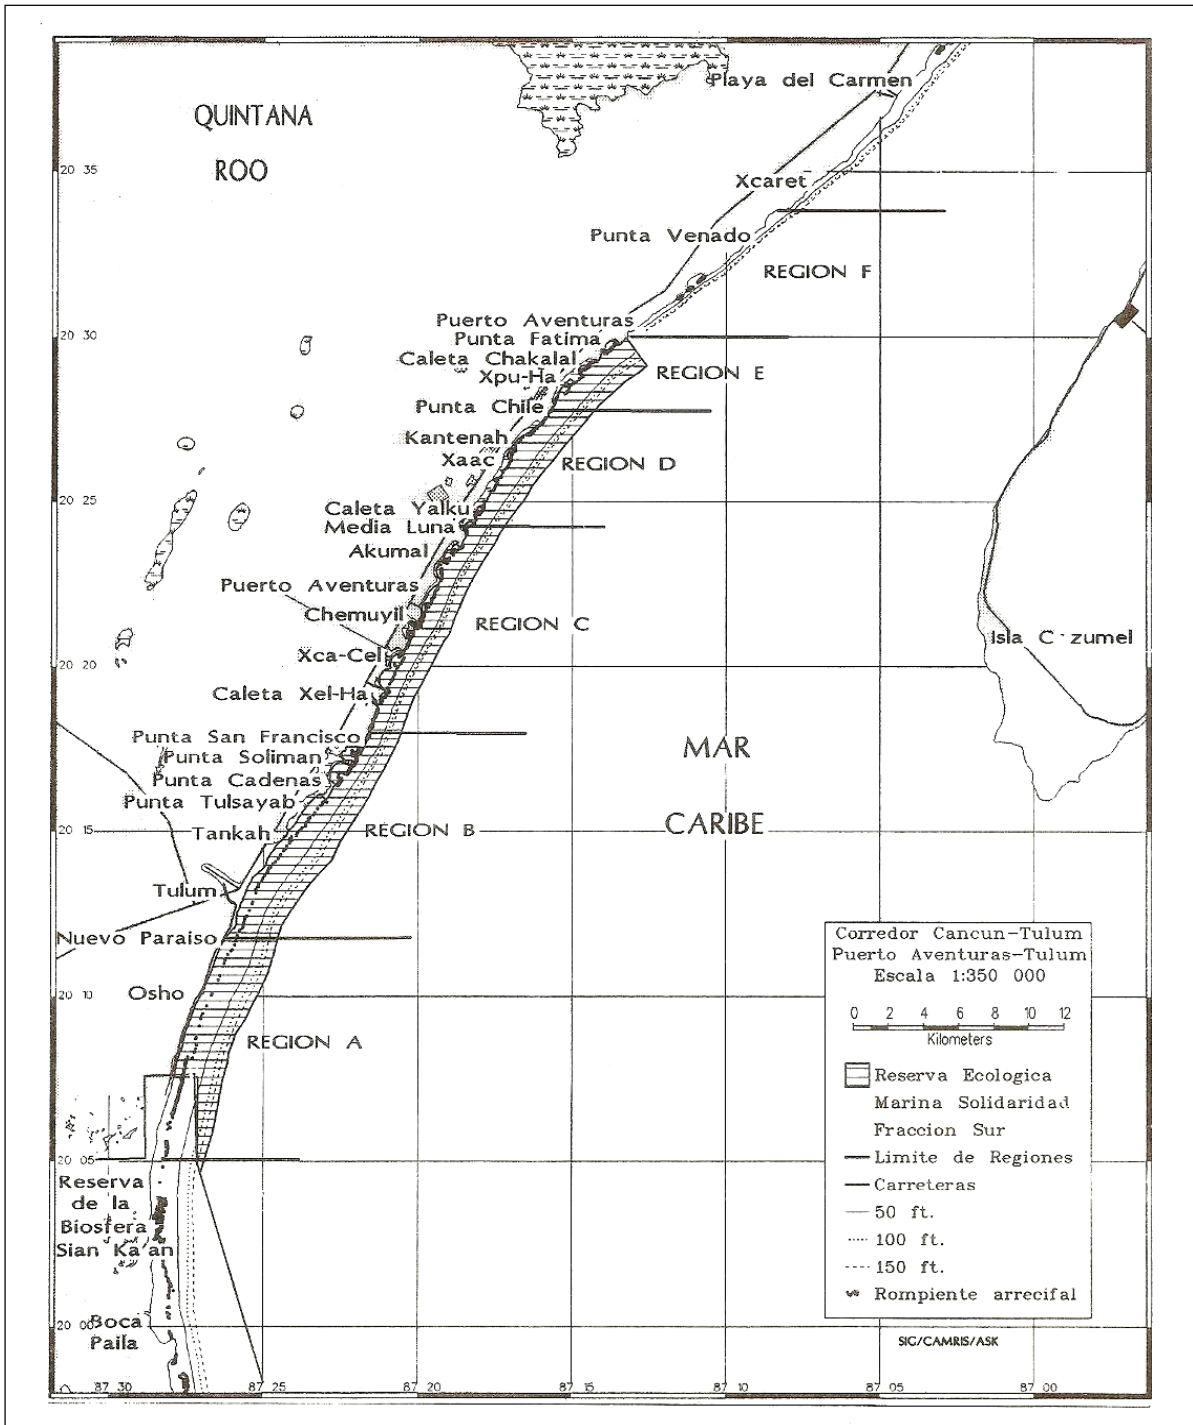 Playa del Carmen
QUINTANA
ROO
20 35
Xcaret
Punta Venado
REGION F
20 30
Puerto Aventuras
Punta Fatima
Caleta Chakalal
Xpu-Ha
REGION E
Punta Chile
Kantenah
Xaac
REGION D
20 25
Caleta Yalku
Media Luna
Akumal
Puerto Aventuras
Chemuyil
REGION C
Xca-Cel
Isla C zumel
20 20
Caleta Xel-Ha
Punta San Francisco
Punta Soliman
Punta Cadenas
Punta Tulsayab
MAR
CARIBE
20 15
Tankah
REGION B
Tulum
Nuevo Paraiso
20 10
Osho
REGION A
20 05
Reserva
de la
Biosfera
Sian Ka'an
20 00
Boca
Paila
87 30
87 25
87 20
87 15
87 10
87 05
87 00
Corredor Cancun-Tulum
Puerto Aventuras-Tulum
Escala 1:350 000
0 2 4 6 8 10 12
Kilometers
Reserva Ecologica
Marina Solidaridad
Fraccion Sur
Limite de Regiones
Carreteras
50 ft.
100 ft.
150 ft.
Rompiente arrecifal
SIG/CAMRIS/ASK